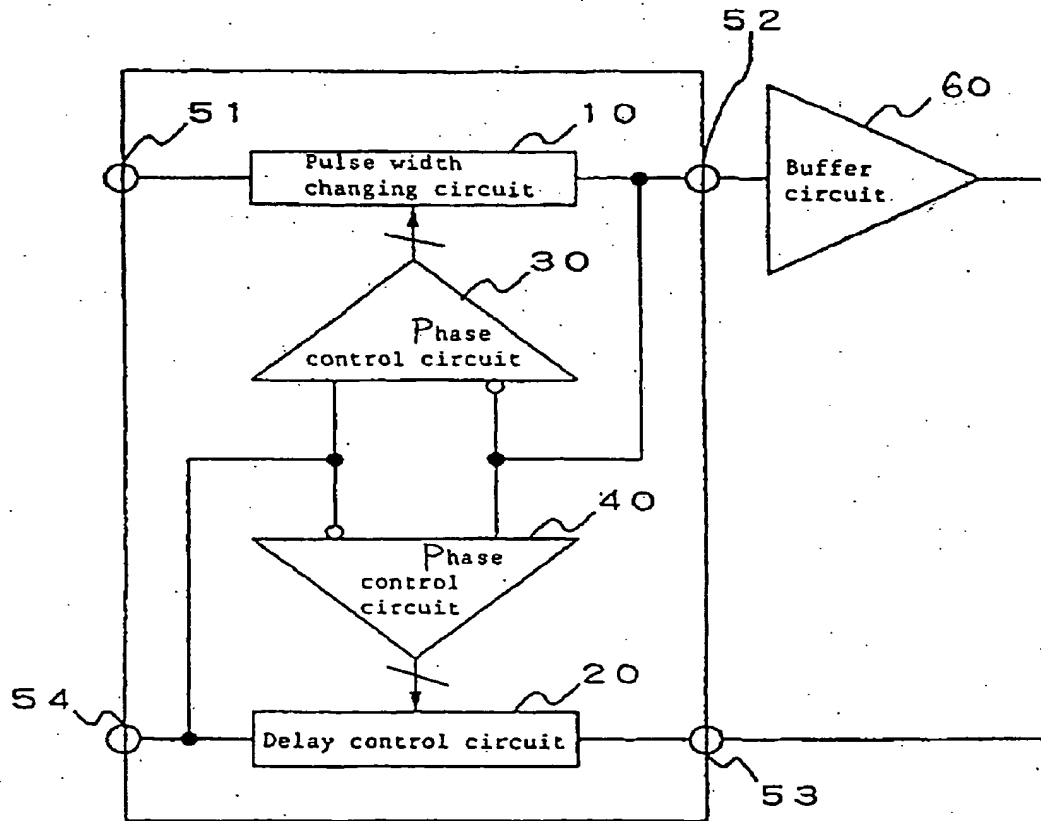 52
60
51
10
Pulse width
changing circuit
Buffer
circuit
30
Phase
control circuit
40
Phase
control
circuit
20
54
Delay control circuit
53